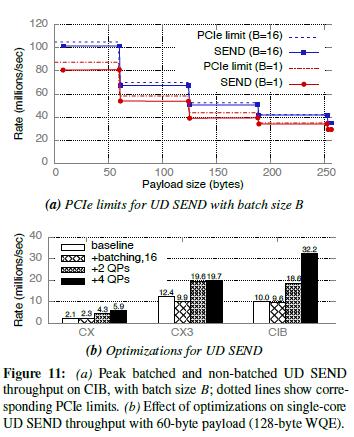 120
100
80
60
40
20
0
Rate (millions/sec)
PCIe limit (B=16)
SEND (B=16)
PCIe limit (B=1)
SEND (B=1)
0 50 100 150 200 250
Payload size (bytes)
(a) PCIe limits for UD SEND with batch size B
40
30
20
10
0
Rate (millions/sec)
baseline
+batching,16
+2 QPs
+4 QPs
2.1 2.3 4.9 5.9
12.4 9.9 19.6 19.7
10.0 9.6 18.6 32.2
CX CX3 CIB
(b) Optimizations for UD SEND
Figure 11: (a) Peak batched and non-batched UD SEND
throughput on CIB, with batch size B; dotted lines show corre-
sponding PCIe limits. (b) Effect of optimizations on single-core
UD SEND throughput with 60-byte payload (128-byte WQE).